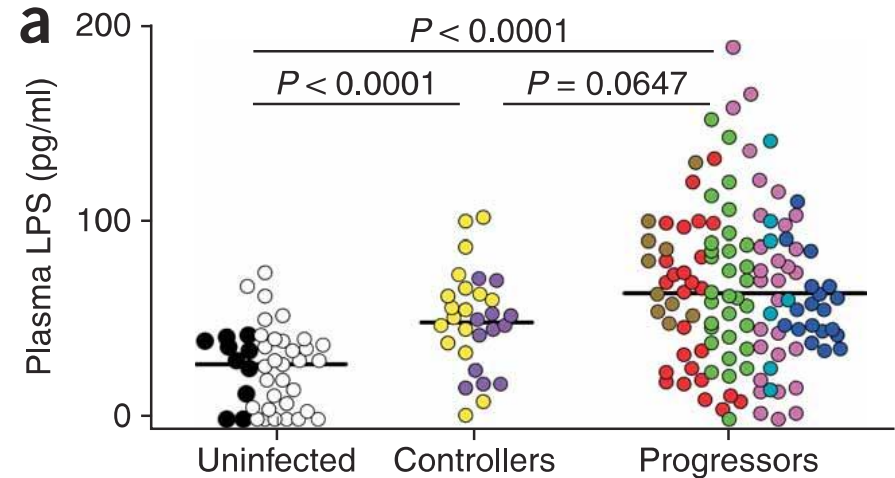 a
200
P < 0.0001
P < 0.0001
P = 0.0647
Plasma LPS (pg/ml)
100
0
Uninfected
Controllers
Progressors